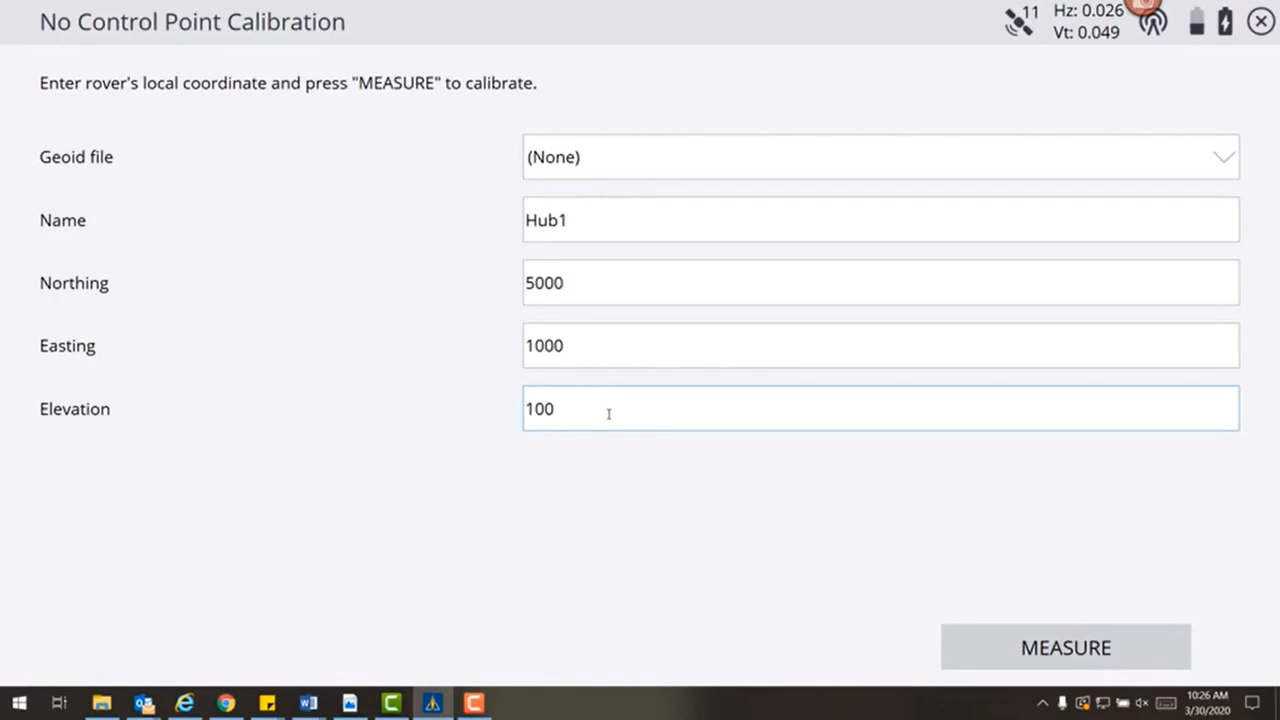 No Control Point Calibration
11
Hz: 0.026
Vt: 0.049
Enter rover's local coordinate and press "MEASURE" to calibrate.
Geoid file
(None)
Name
Hub1
Northing
5000
Easting
1000
Elevation
100
MEASURE
10:26 AM
3/30/2020